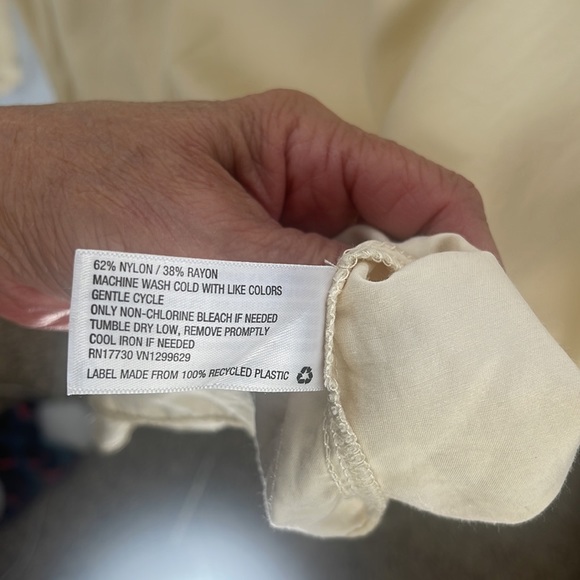 62% NYLON / 38% RAYON
MACHINE WASH COLD WITH LIKE COLORS
GENTLE CYCLE
ONLY NON-CHLORINE BLEACH IF NEEDED
TUMBLE DRY LOW, REMOVE PROMPTLY
COOL IRON IF NEEDED
RN17730 VN1299629
LABEL MADE FROM 100% RECYCLED PLASTIC